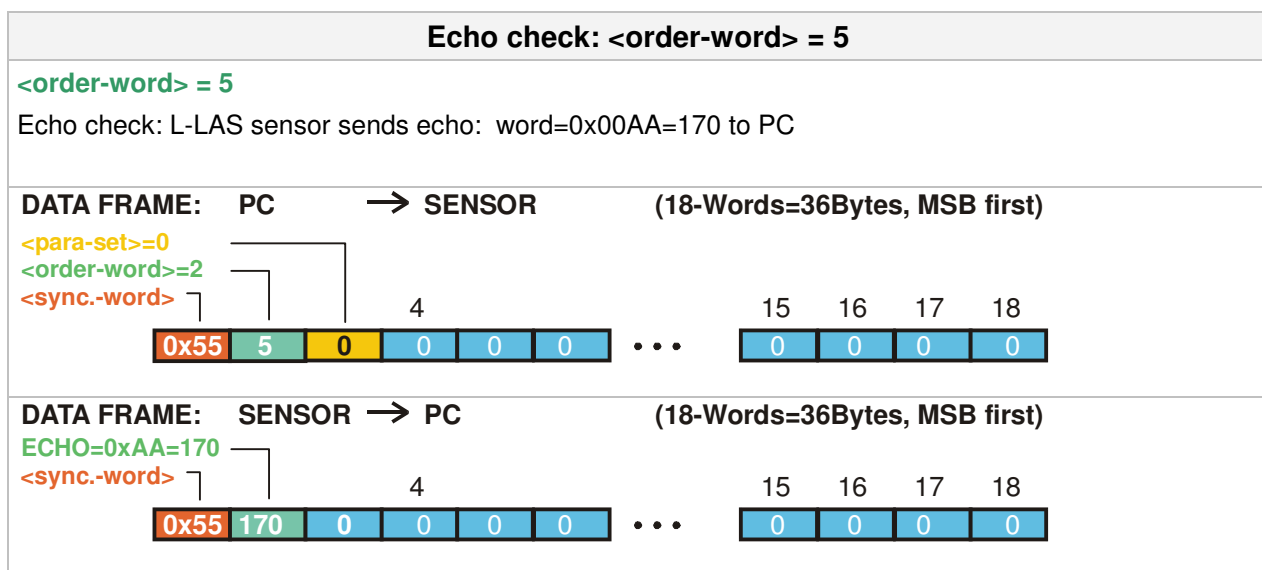 Echo check: <order-word> = 5
<order-word> = 5
Echo check: L-LAS sensor sends echo: word=0x00AA=170 to PC
DATA FRAME: PC → SENSOR (18-Words=36Bytes, MSB first)
<para-set>=0
<order-word>=2
<sync.-word>
4 15 16 17 18
0x55 5 0 0 0 0 • • • 0 0 0 0
DATA FRAME: SENSOR → PC (18-Words=36Bytes, MSB first)
ECHO=0xAA=170
<sync.-word>
4 15 16 17 18
0x55 170 0 0 0 0 • • • 0 0 0 0